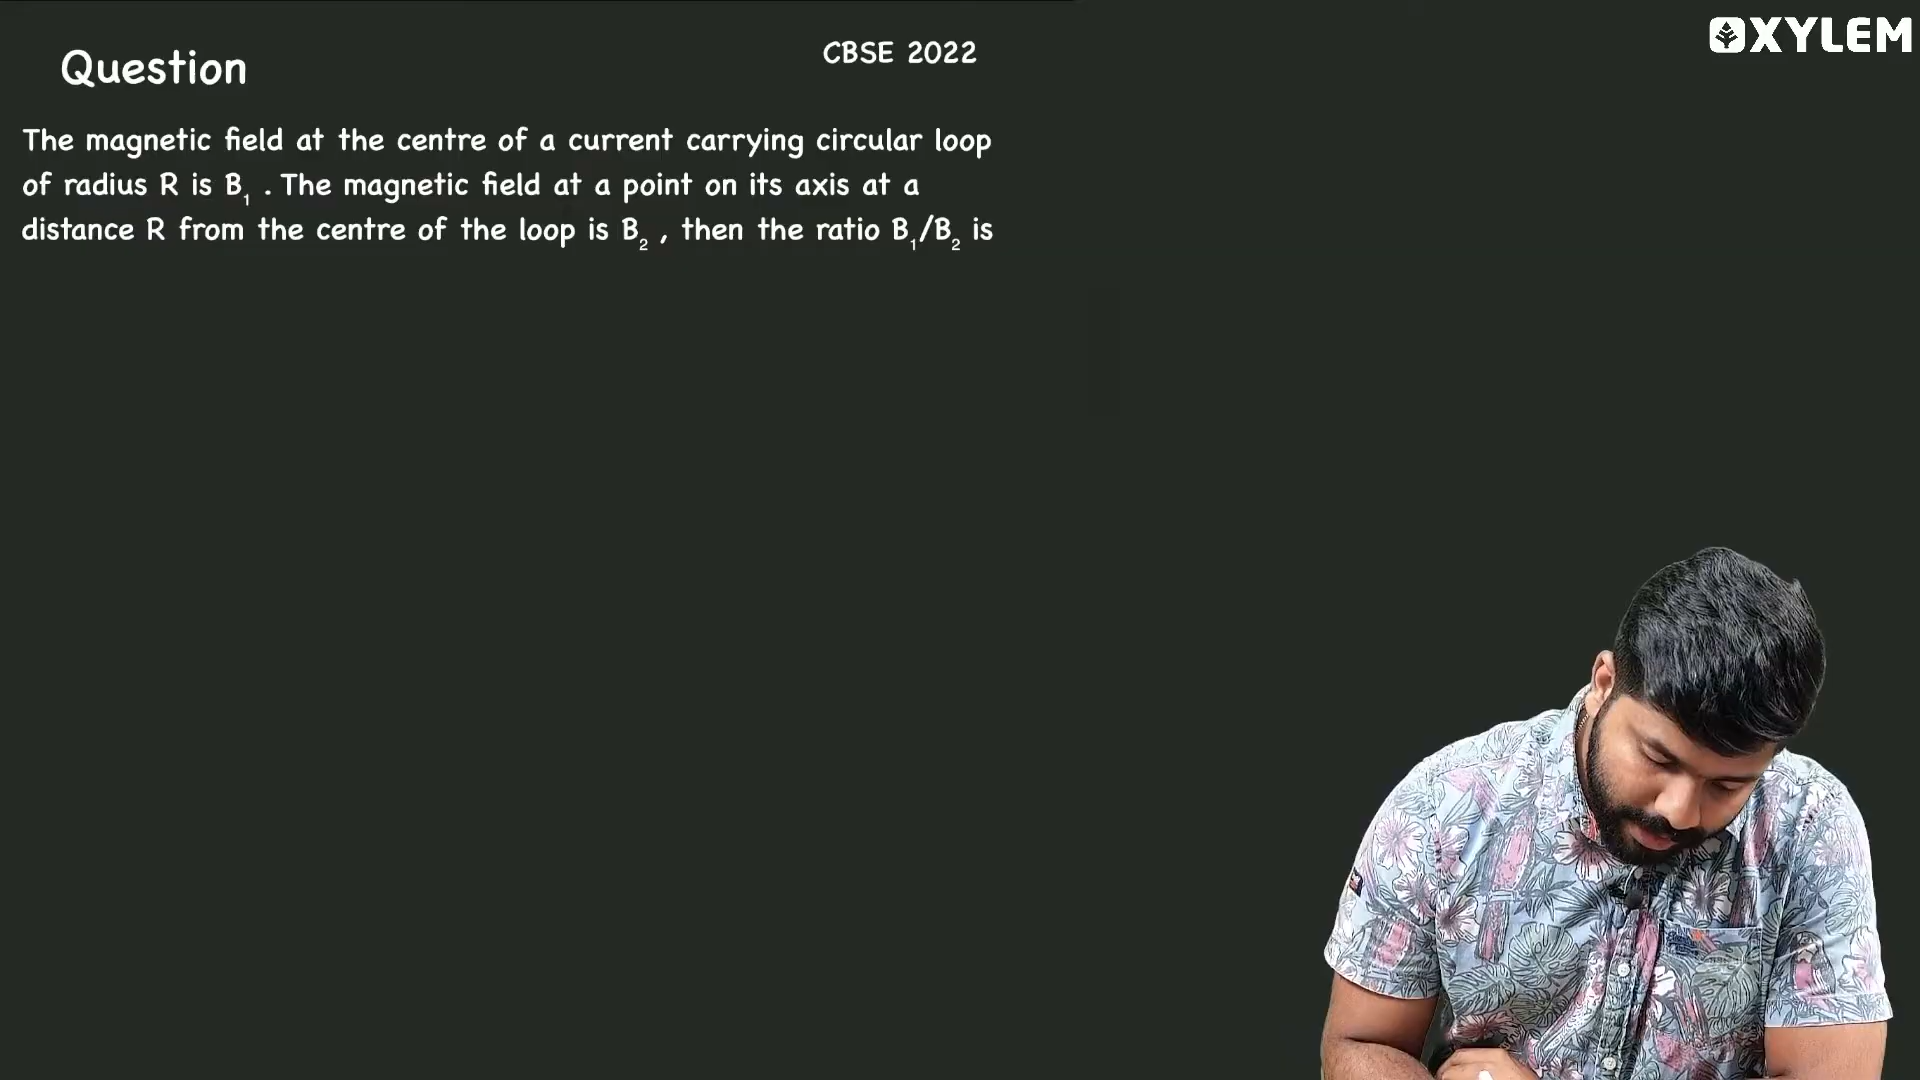 OXYLEM
CBSE 2022
Question
The magnetic field at the centre of a current carrying circular loop
of radius R is B₁ . The magnetic field at a point on its axis at a
distance R from the centre of the loop is B₂ , then the ratio B₁/B₂ is